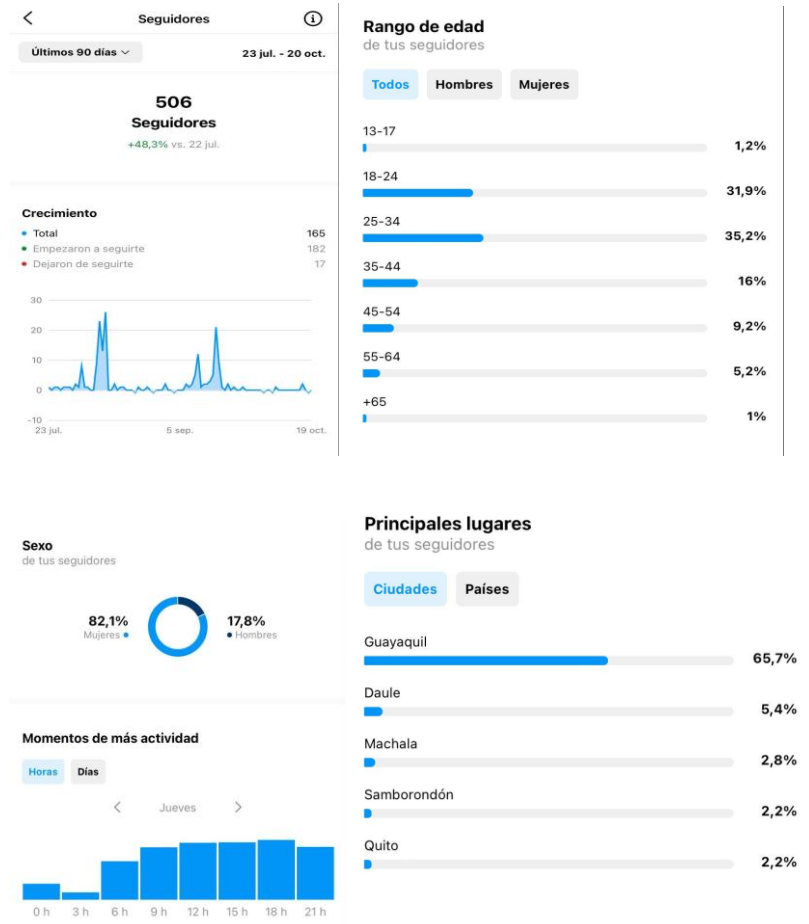 Seguidores
Últimos 90 días
23 jul. - 20 oct.
506
Seguidores
+48,3% vs. 22 jul.
Crecimiento
Total 165
Empezaron a seguirte 182
Dejaron de seguirte 17
30
20
10
0
-10
23 jul. 5 sep. 19 oct.
Rango de edad
de tus seguidores
Todos Hombres Mujeres
13-17
1,2%
18-24
31,9%
25-34
35,2%
35-44
16%
45-54
9,2%
55-64
5,2%
+65
1%
Sexo
de tus seguidores
82,1% 17,8%
Mujeres Hombres
Momentos de más actividad
Horas Días
Jueves
0 h 3 h 6 h 9 h 12 h 15 h 18 h 21 h
Principales lugares
de tus seguidores
Ciudades Países
Guayaquil
65,7%
Daule
5,4%
Machala
2,8%
Samborondón
2,2%
Quito
2,2%